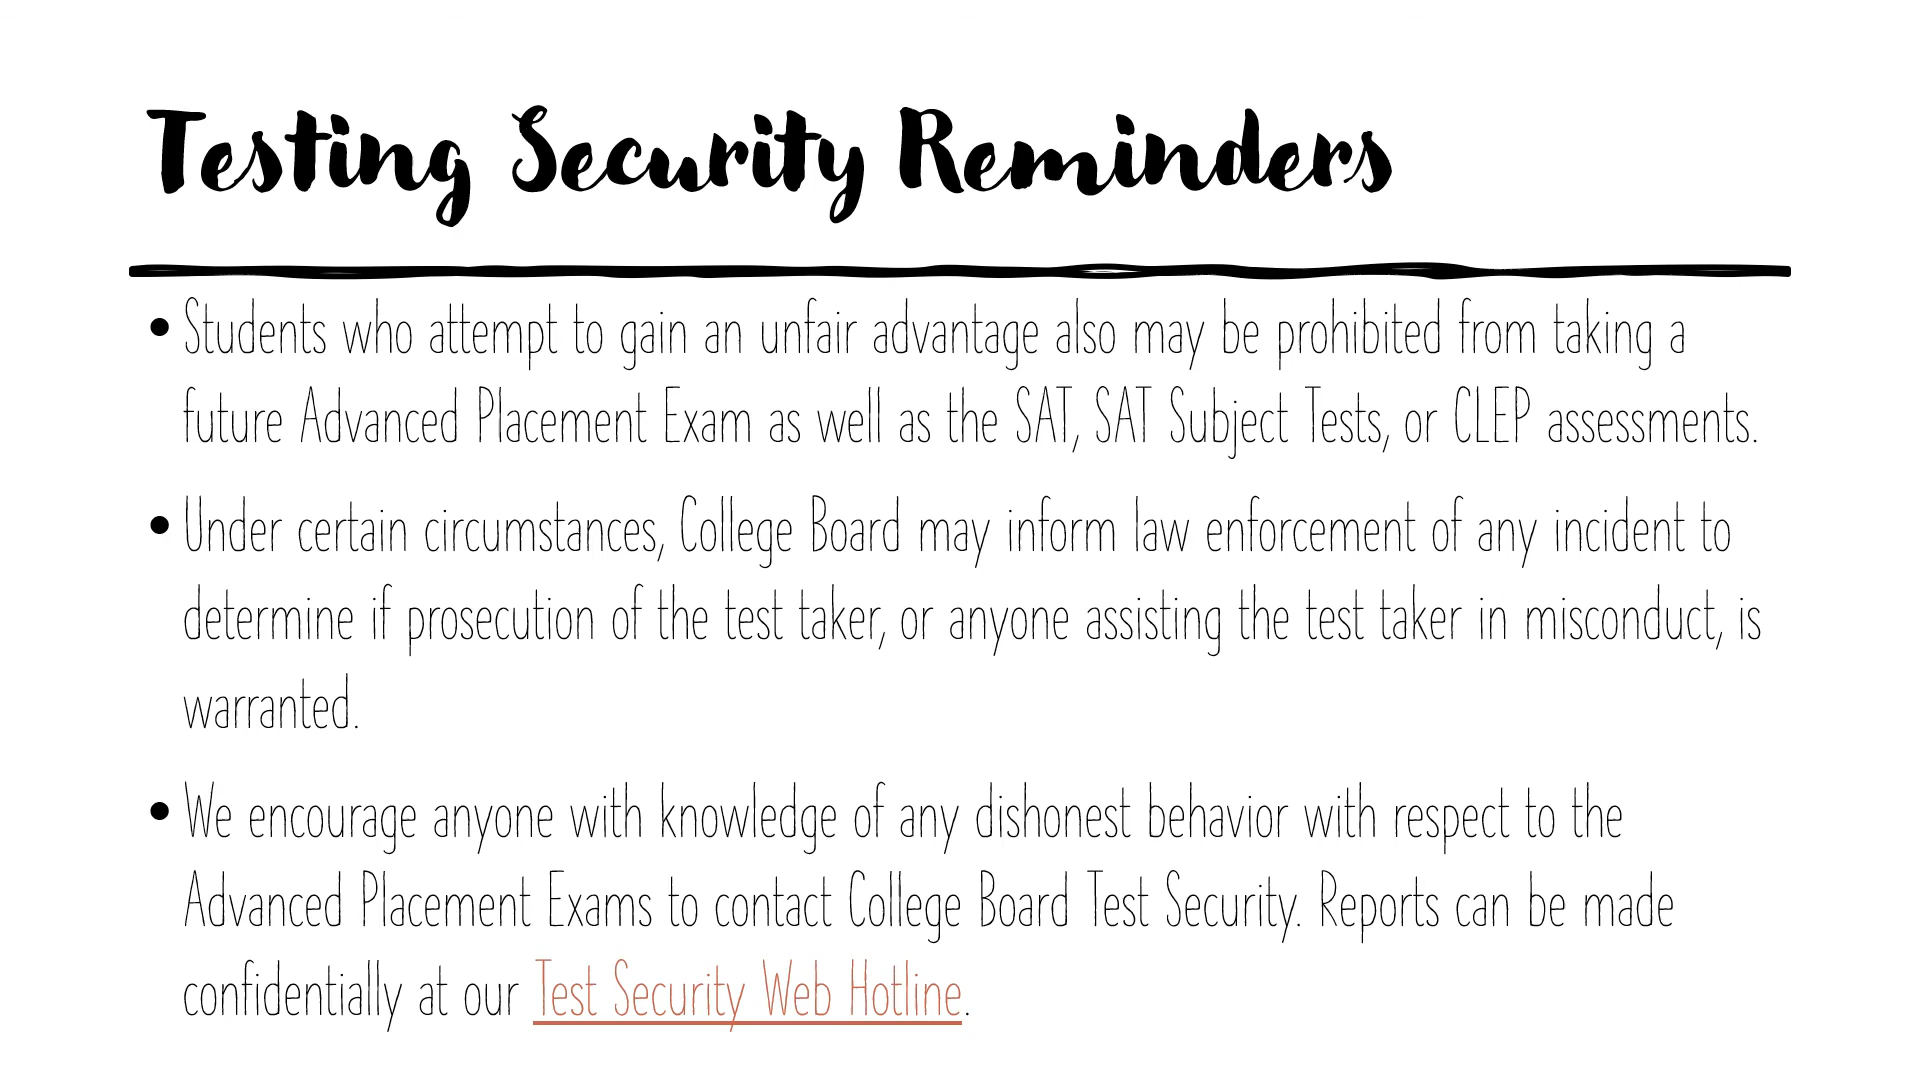 Testing Security Reminders
• Students who attempt to gain an unfair advantage also may be prohibited from taking a
future Advanced Placement Exam as well as the SAT, SAT Subject Tests, or CLEP assessments.
• Under certain circumstances, College Board may inform law enforcement of any incident to
determine if prosecution of the test taker, or anyone assisting the test taker in misconduct, is
warranted.
• We encourage anyone with knowledge of any dishonest behavior with respect to the
Advanced Placement Exams to contact College Board Test Security. Reports can be made
confidentially at our Test Security Web Hotline.